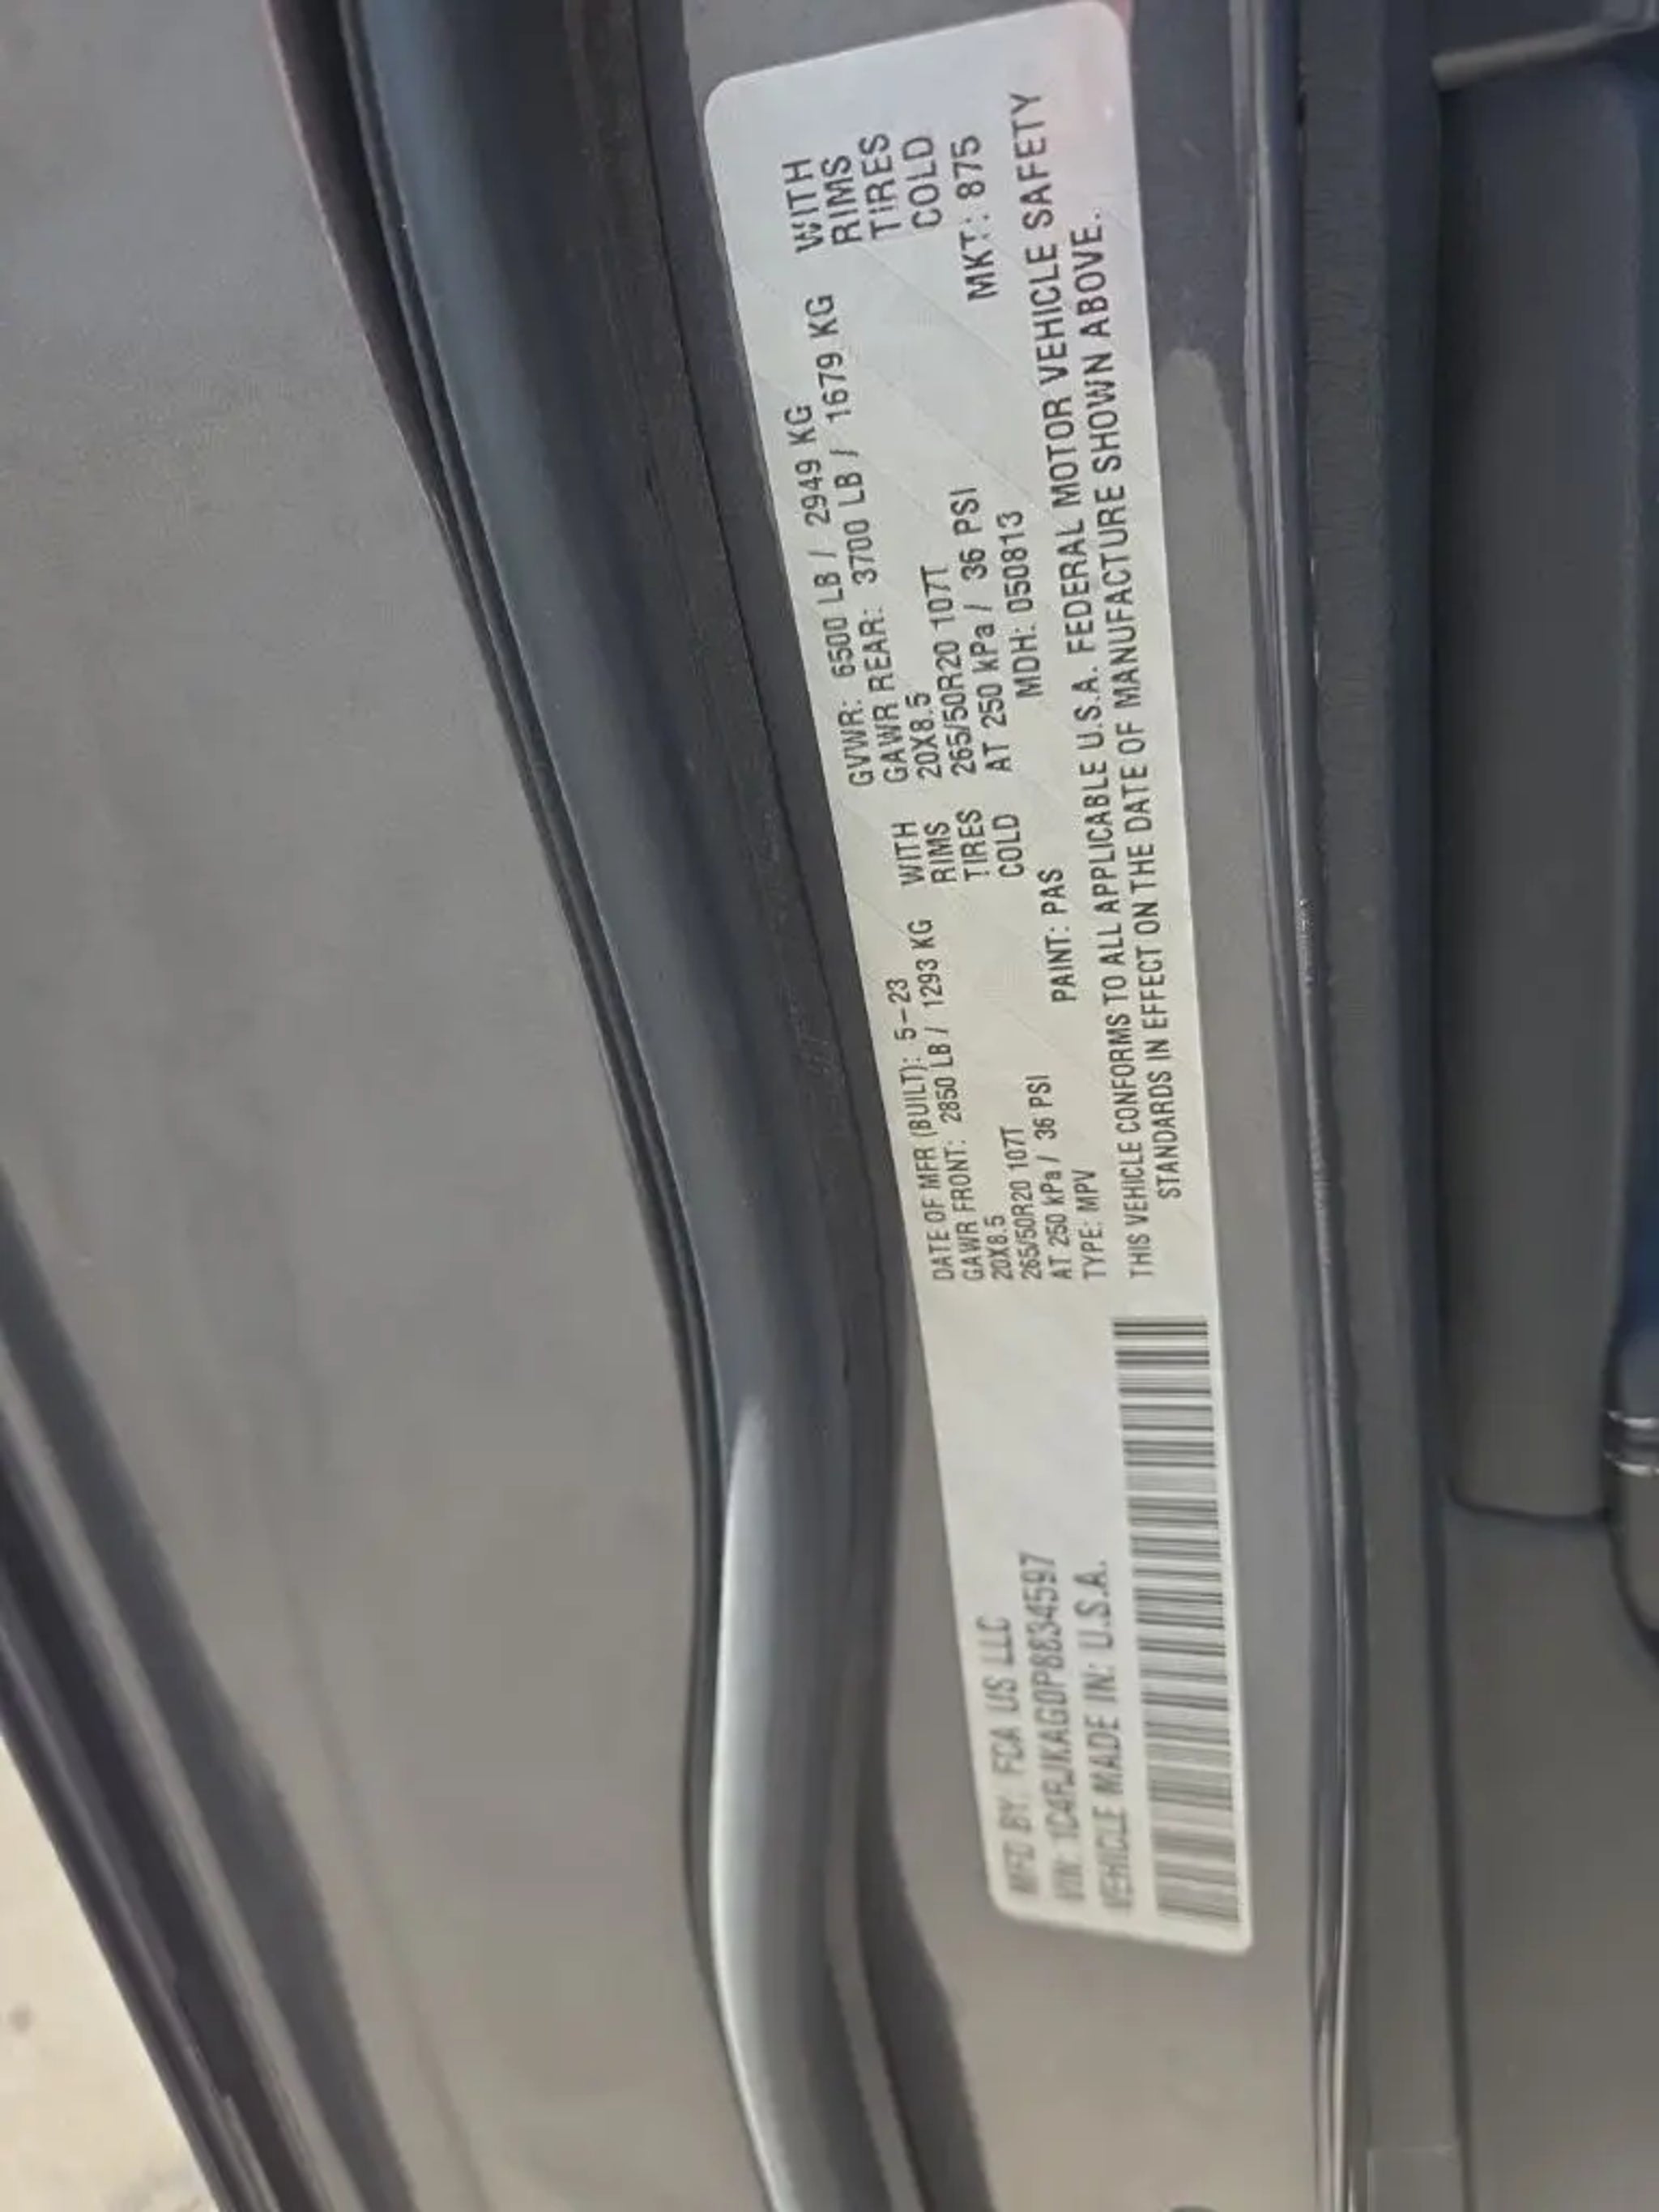 MFD BY: FCA US LLC
VIN: 1C4RJKAG0P8834597
VEHICLE MADE IN: U.S.A.
DATE OF MFR (BUILT): 5-23
GAWR FRONT: 2850 LB / 1293 KG WITH
20X8.5 RIMS
265/50R20 107T TIRES
AT 250 kPa / 36 PSI COLD
TYPE: MPV PAINT: PAS
GVWR: 6500 LB / 2949 KG
GAWR REAR: 3700 LB / 1679 KG WITH
20X8.5 RIMS
265/50R20 107T TIRES
AT 250 kPa / 36 PSI COLD
MDH: 050813 MKT: 875
THIS VEHICLE CONFORMS TO ALL APPLICABLE U.S.A. FEDERAL MOTOR VEHICLE SAFETY
STANDARDS IN EFFECT ON THE DATE OF MANUFACTURE SHOWN ABOVE.